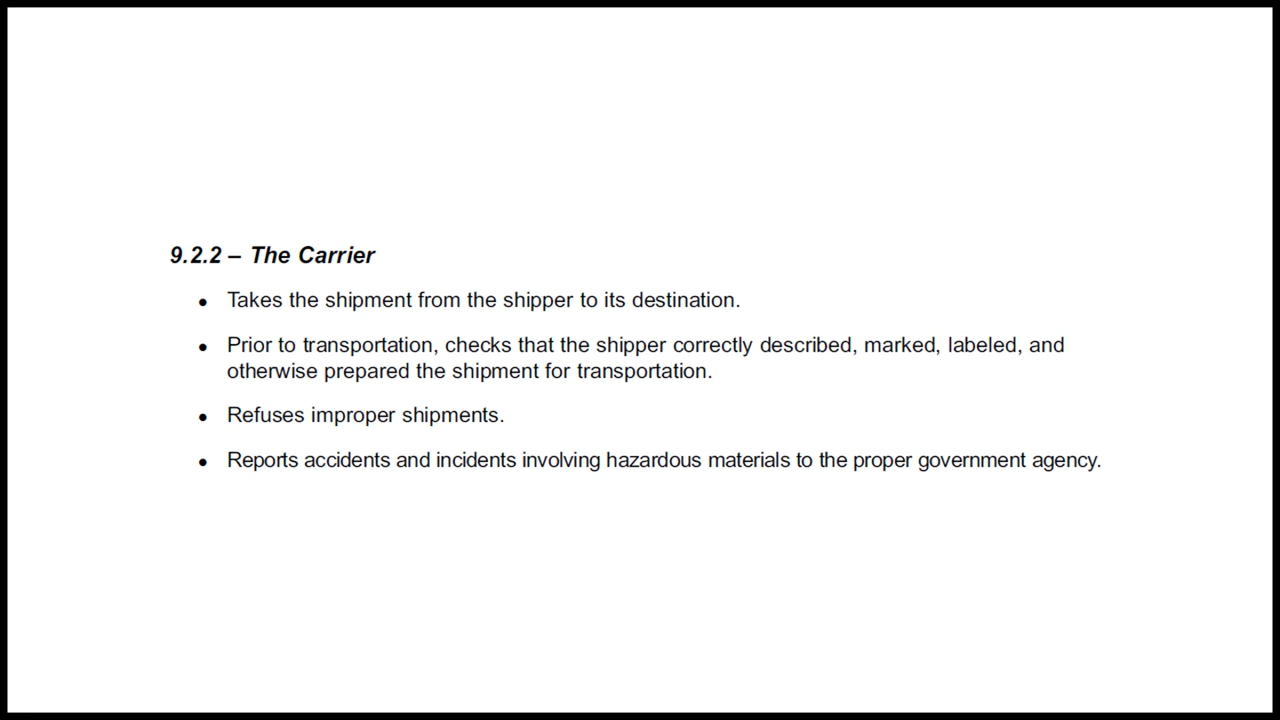 9.2.2 – The Carrier
● Takes the shipment from the shipper to its destination.
● Prior to transportation, checks that the shipper correctly described, marked, labeled, and
otherwise prepared the shipment for transportation.
● Refuses improper shipments.
● Reports accidents and incidents involving hazardous materials to the proper government agency.